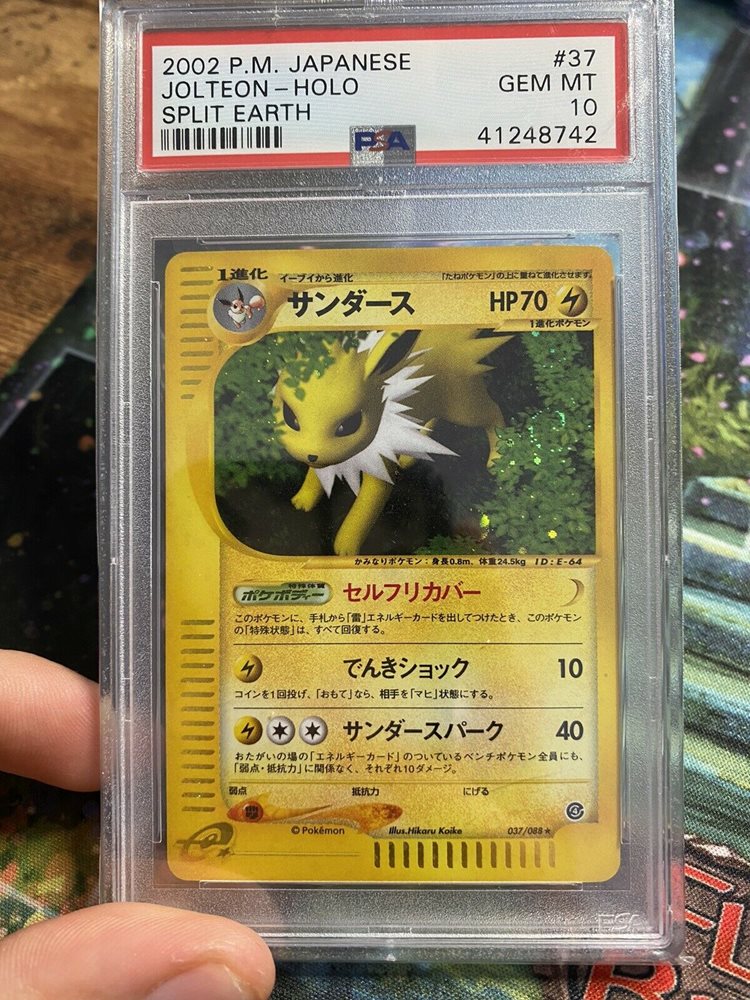 2002 P.M. JAPANESE #37
JOLTEON-HOLO GEM MT
SPLIT EARTH 10
PSA 41248742
1進化 イーブイから進化 「たねポケモン」の上に重ねて進化させます。
サンダース HP70
1進化ポケモン
かみなりポケモン：身長0.8m、体重24.5kg ID:E-64
特殊体質
ポケボディー セルフリカバー
このポケモンに、手札から「雷」エネルギーカードを出してつけたとき、このポケモン
の「特殊状態」は、すべて回復する。
でんきショック 10
コインを1回投げ、「おもて」なら、相手を「マヒ」状態にする。
サンダースパーク 40
おたがいの場の「エネルギーカード」のついているベンチポケモン全員にも、
「弱点・抵抗力」に関係なく、それぞれ10ダメージ。
弱点 抵抗力 にげる
©Pokémon Illus.Hikaru Koike 037/088★
e